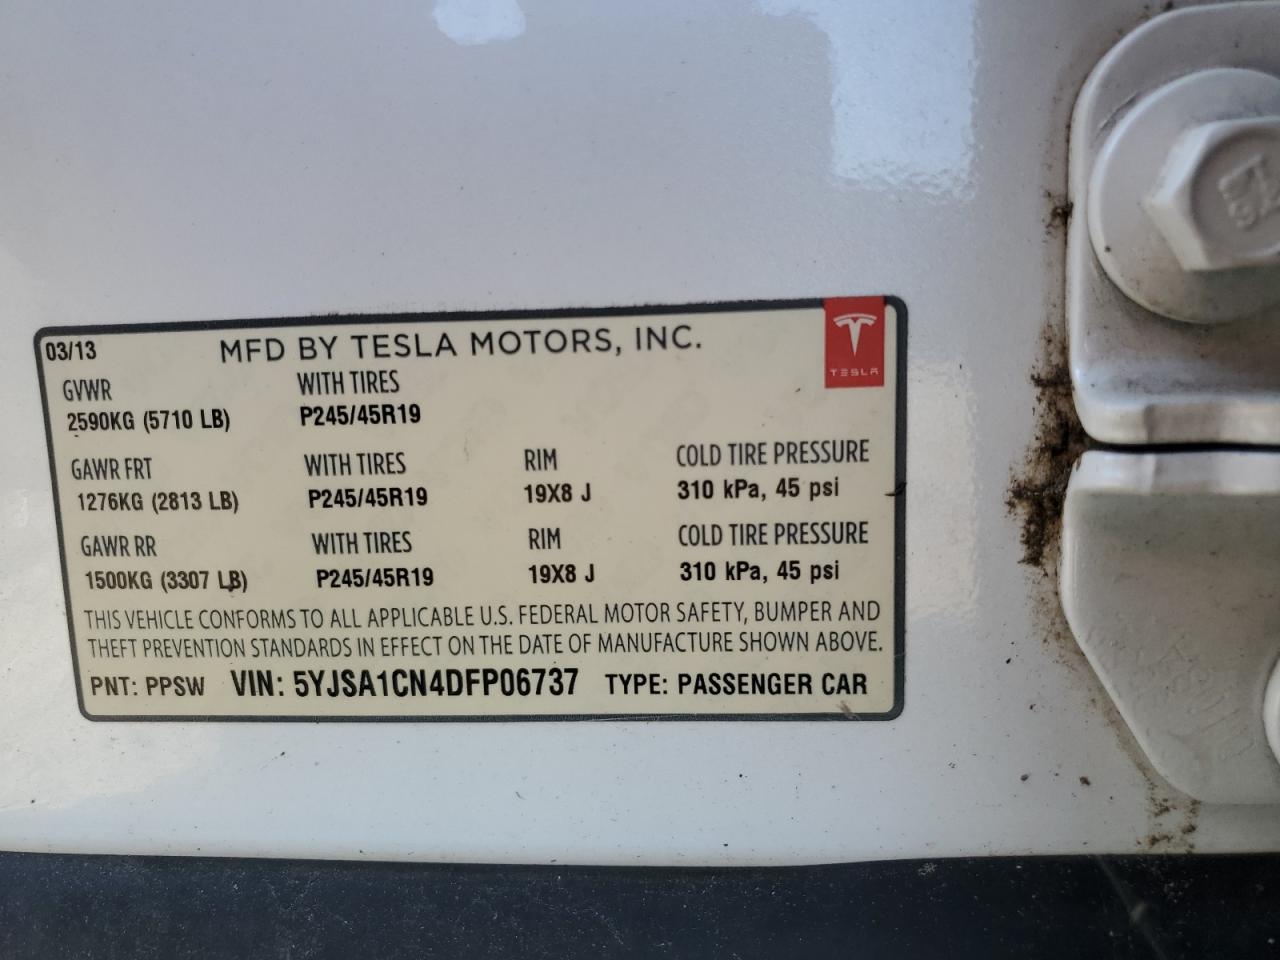 03/13 MFD BY TESLA MOTORS, INC.
TESLA
GVWR WITH TIRES
2590KG (5710 LB) P245/45R19
GAWR FRT WITH TIRES RIM COLD TIRE PRESSURE
1276KG (2813 LB) P245/45R19 19X8 J 310 kPa, 45 psi
GAWR RR WITH TIRES RIM COLD TIRE PRESSURE
1500KG (3307 LB) P245/45R19 19X8 J 310 kPa, 45 psi
THIS VEHICLE CONFORMS TO ALL APPLICABLE U.S. FEDERAL MOTOR SAFETY, BUMPER AND
THEFT PREVENTION STANDARDS IN EFFECT ON THE DATE OF MANUFACTURE SHOWN ABOVE.
PNT: PPSW VIN: 5YJSA1CN4DFP06737 TYPE: PASSENGER CAR